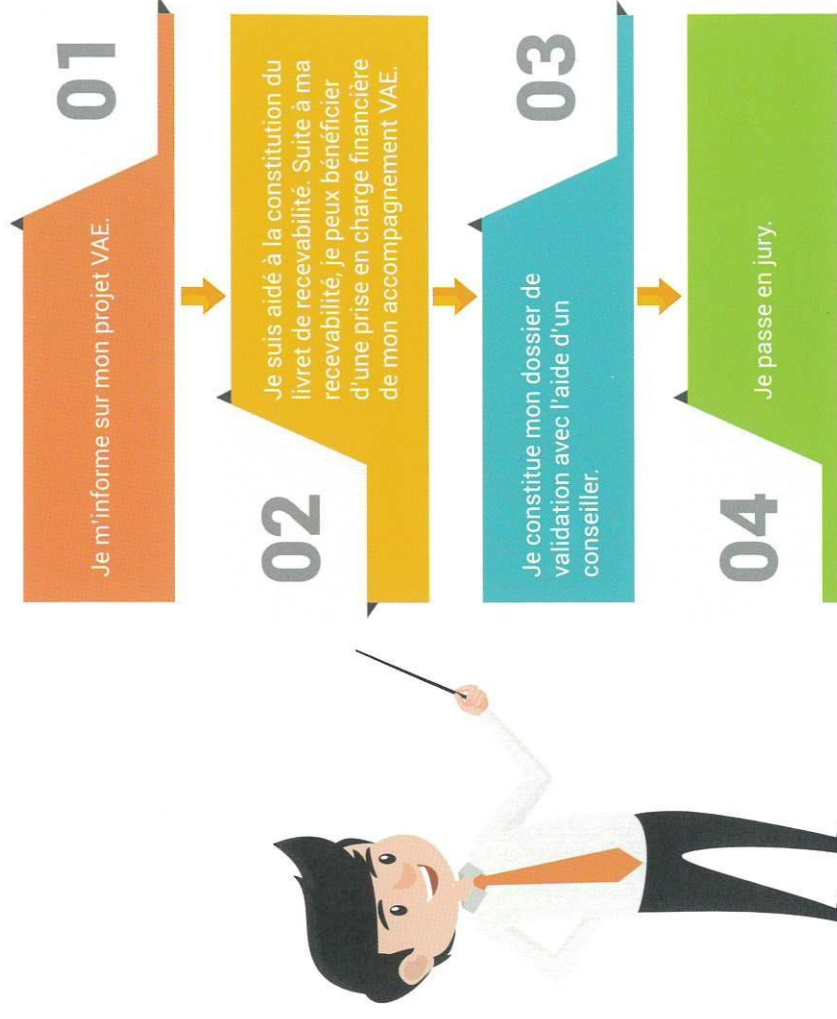 01
Je m'informe sur mon projet VAE.
02
Je suis aidé à la constitution du
livret de recevabilité. Suite à ma
recevabilité, je peux bénéficier
d'une prise en charge financière
de mon accompagnement VAE.
03
Je constitue mon dossier de
validation avec l'aide d'un
conseiller.
04
Je passe en jury.